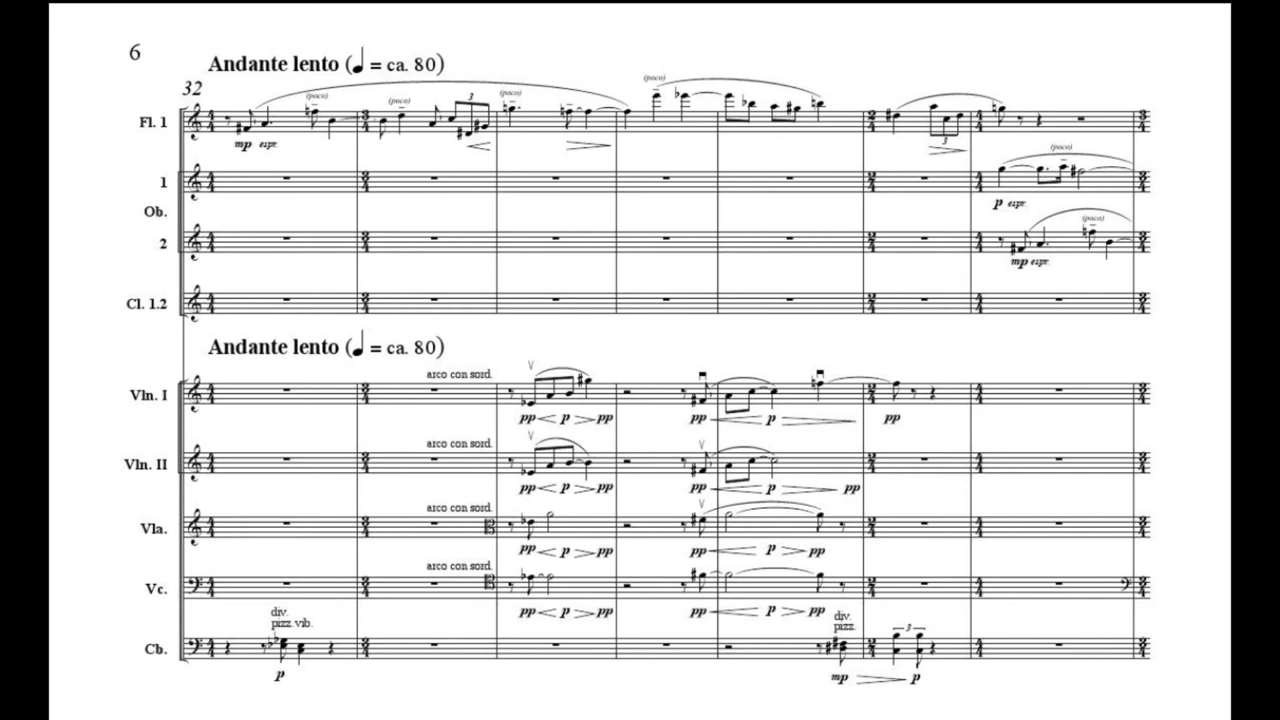 6
Andante lento (♩ = ca. 80)
32
Fl. 1
(poco) (poco) (poco) (poco)
3
mp espr.
3
1
(poco)
p espr.
Ob.
2
(poco)
mp espr.
Cl. 1.2
Andante lento (♩ = ca. 80)
arco con sord.
Vln. I
pp p pp pp p pp
arco con sord.
Vln. II
pp p pp pp p pp
arco con sord.
Vla.
pp p pp pp p pp
arco con sord.
Vc.
pp p pp pp p pp
div.
pizz. vib.
div.
pizz.
3
Cb.
p mp p